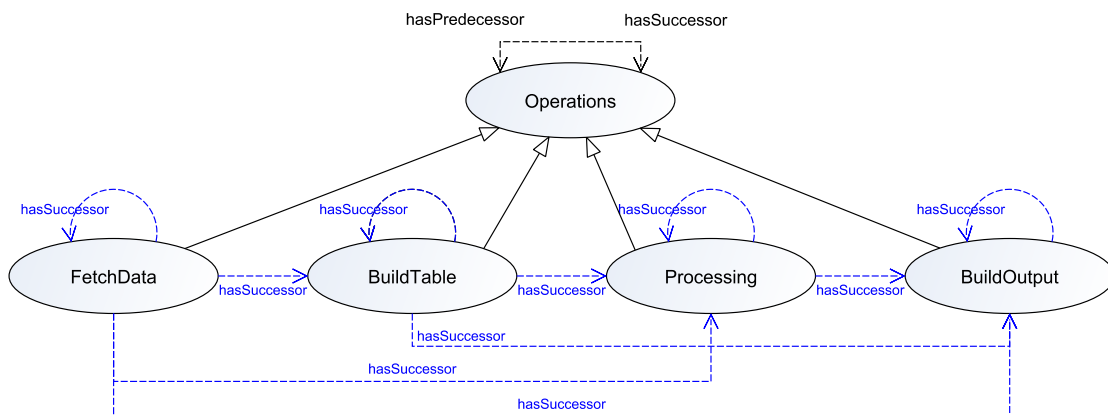 hasPredecessor hasSuccessor
Operations
hasSuccessor hasSuccessor hasSuccessor hasSuccessor
FetchData BuildTable Processing BuildOutput
hasSuccessor hasSuccessor hasSuccessor
hasSuccessor
hasSuccessor
hasSuccessor